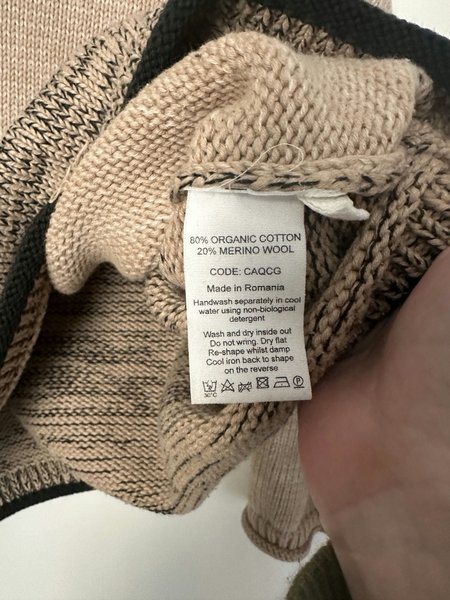 80% ORGANIC COTTON
20% MERINO WOOL
CODE: CAQCG
Made in Romania
Handwash separately in cool
water using non-biological
detergent
Wash and dry inside out
Do not wring. Dry flat
Re-shape whilst damp
Cool iron back to shape
on the reverse
30°C